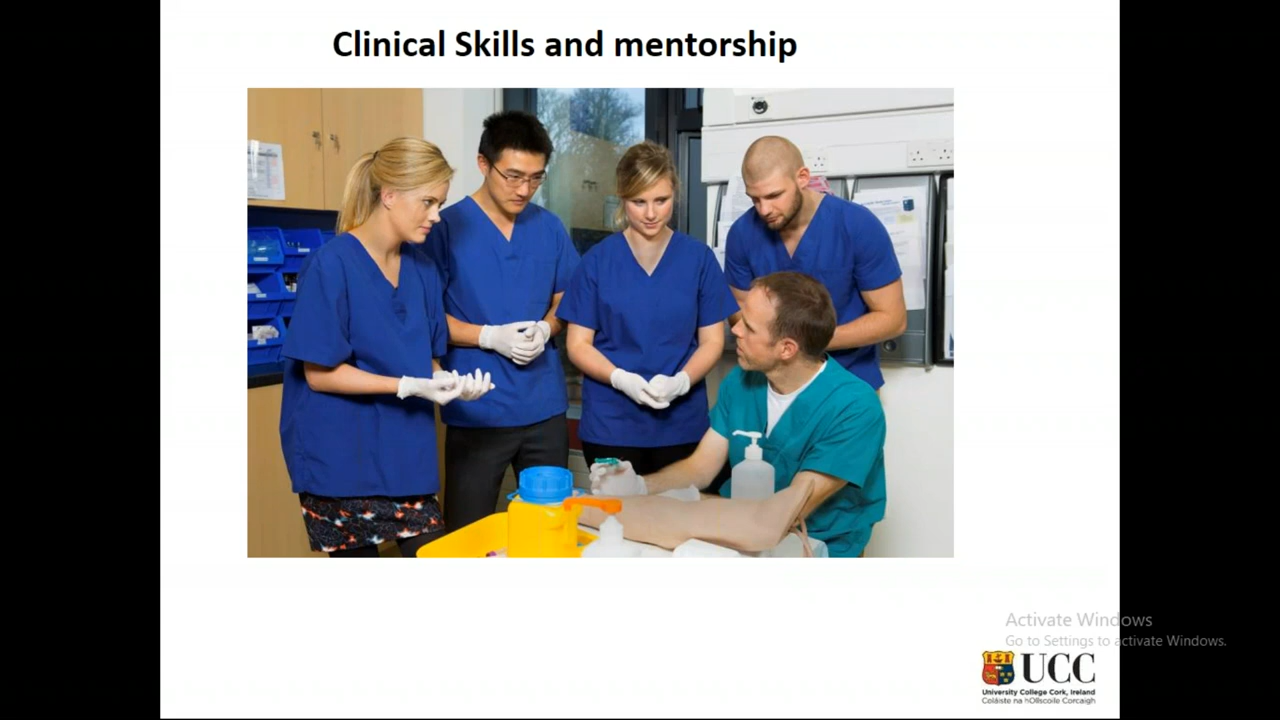 Clinical Skills and mentorship
Activate Windows
Go to Settings to activate Windows.
UCC
University College Cork, Ireland
Coláiste na hOllscoile Corcaigh